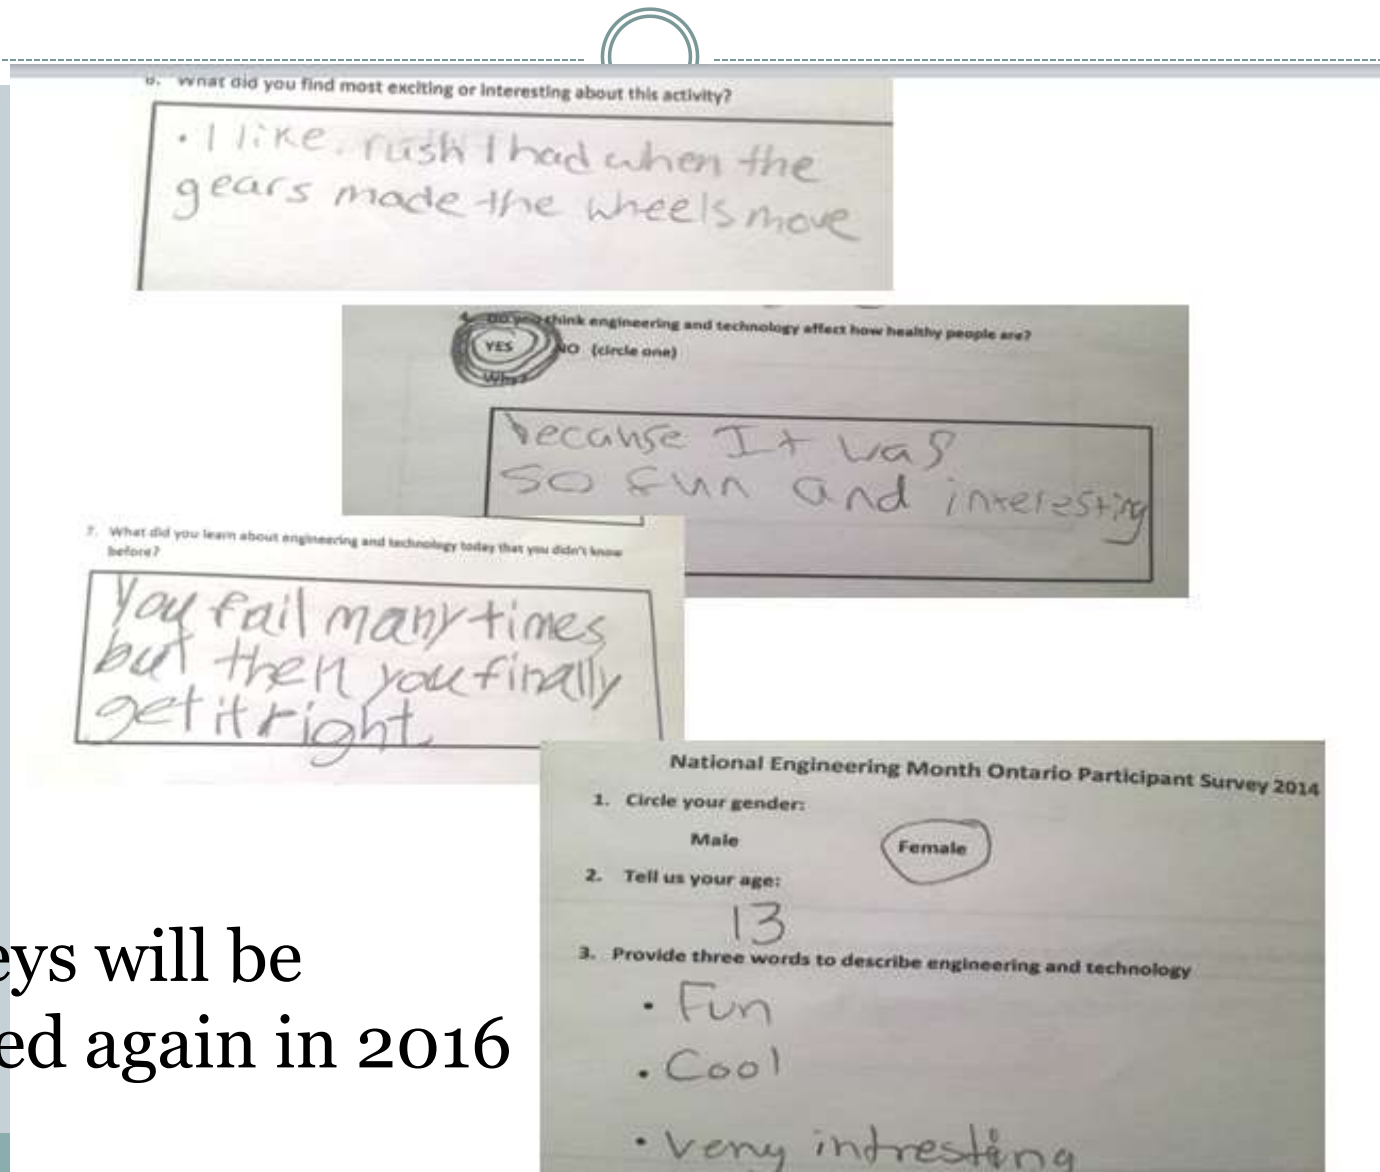 What did you find most exciting or interesting about this activity?
• I like. rush I had when the
gears made the wheels move
4. Do you think engineering and technology affect how healthy people are?
YES NO (circle one)
Why?
because It was
so fun and interesting
7. What did you learn about engineering and technology today that you didn't know
before?
You fail many times
but then you finally
get it right.
National Engineering Month Ontario Participant Survey 2014
1. Circle your gender:
Male Female
2. Tell us your age:
13
3. Provide three words to describe engineering and technology
• Fun
• Cool
• Very intresting
eys will be
ed again in 2016